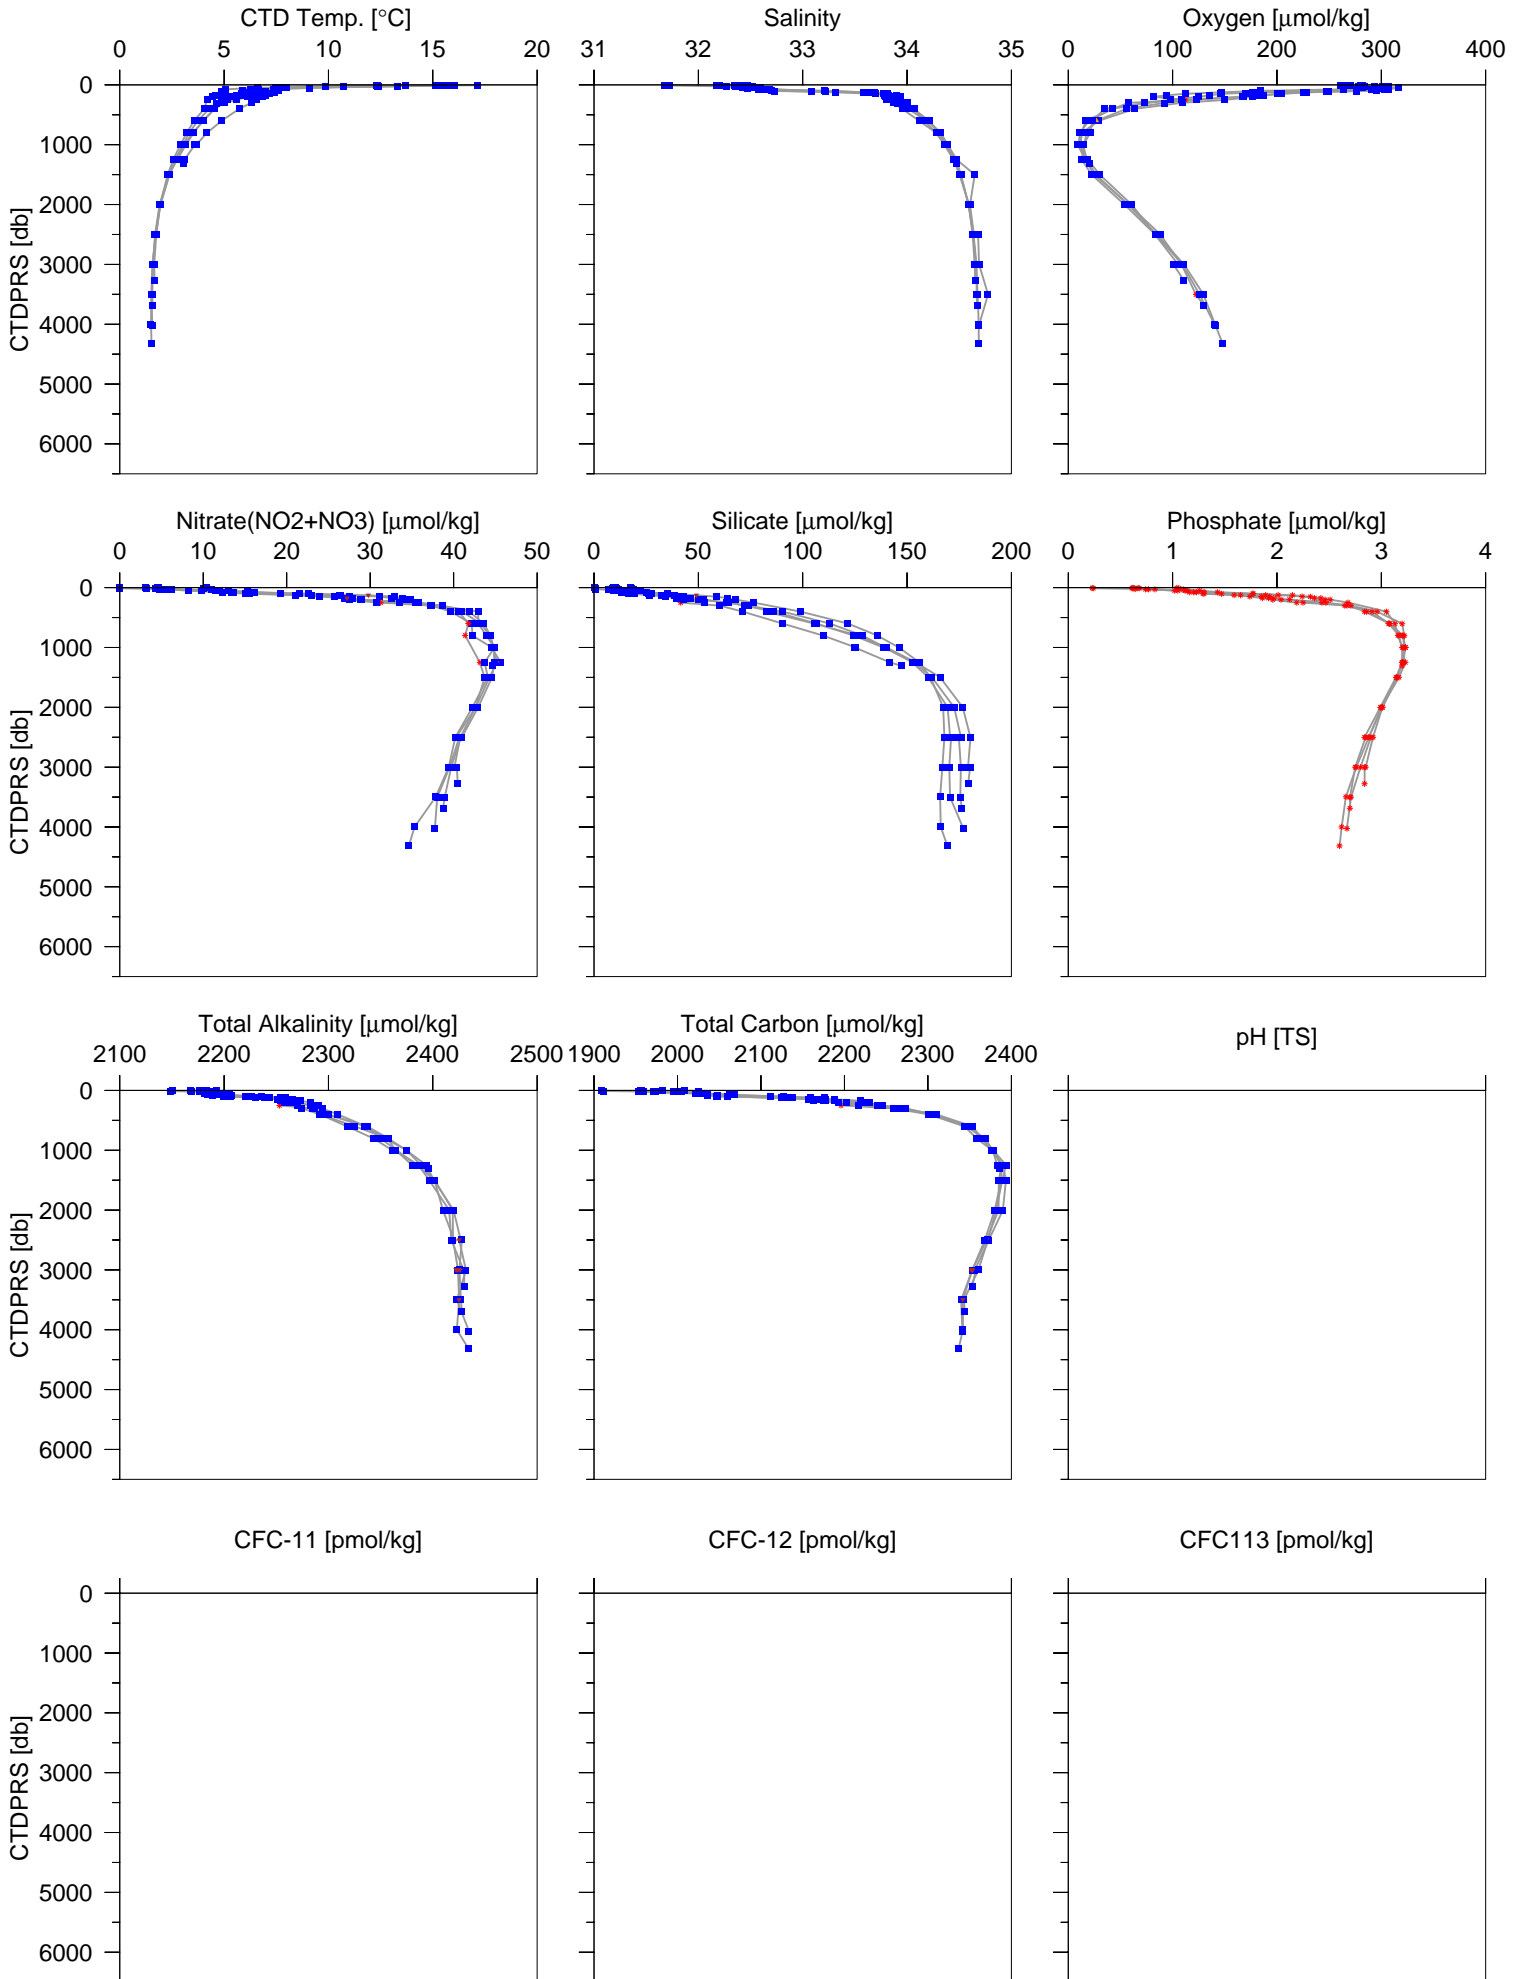 CTD Temp. [°C] Salinity Oxygen [μmol/kg]
0 5 10 15 20 31 32 33 34 35 0 100 200 300 400
0
1000
2000
3000
4000
5000
6000
CTDPRS [db]
Nitrate(NO2+NO3) [μmol/kg] Silicate [μmol/kg] Phosphate [μmol/kg]
0 10 20 30 40 50 0 50 100 150 200 0 1 2 3 4
0
1000
2000
3000
4000
5000
6000
CTDPRS [db]
Total Alkalinity [μmol/kg] Total Carbon [μmol/kg] pH [TS]
2100 2200 2300 2400 2500 1900 2000 2100 2200 2300 2400
0
1000
2000
3000
4000
5000
6000
CTDPRS [db]
CFC-11 [pmol/kg] CFC-12 [pmol/kg] CFC113 [pmol/kg]
0
1000
2000
3000
4000
5000
6000
CTDPRS [db]